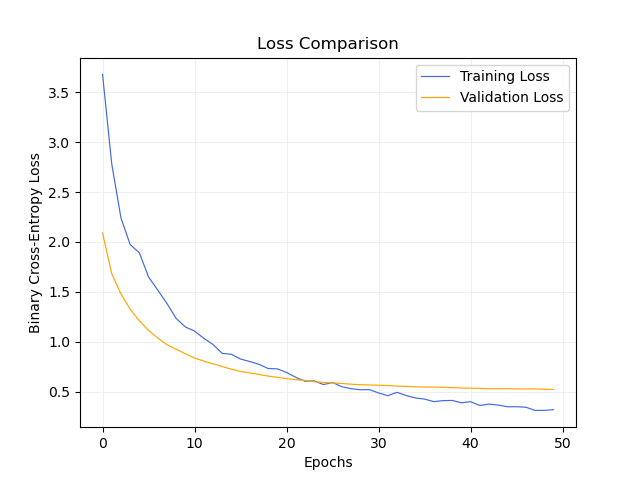 Loss Comparison
Training Loss
Validation Loss
Binary Cross-Entropy Loss
3.5
3.0
2.5
2.0
1.5
1.0
0.5
0 10 20 30 40 50
Epochs